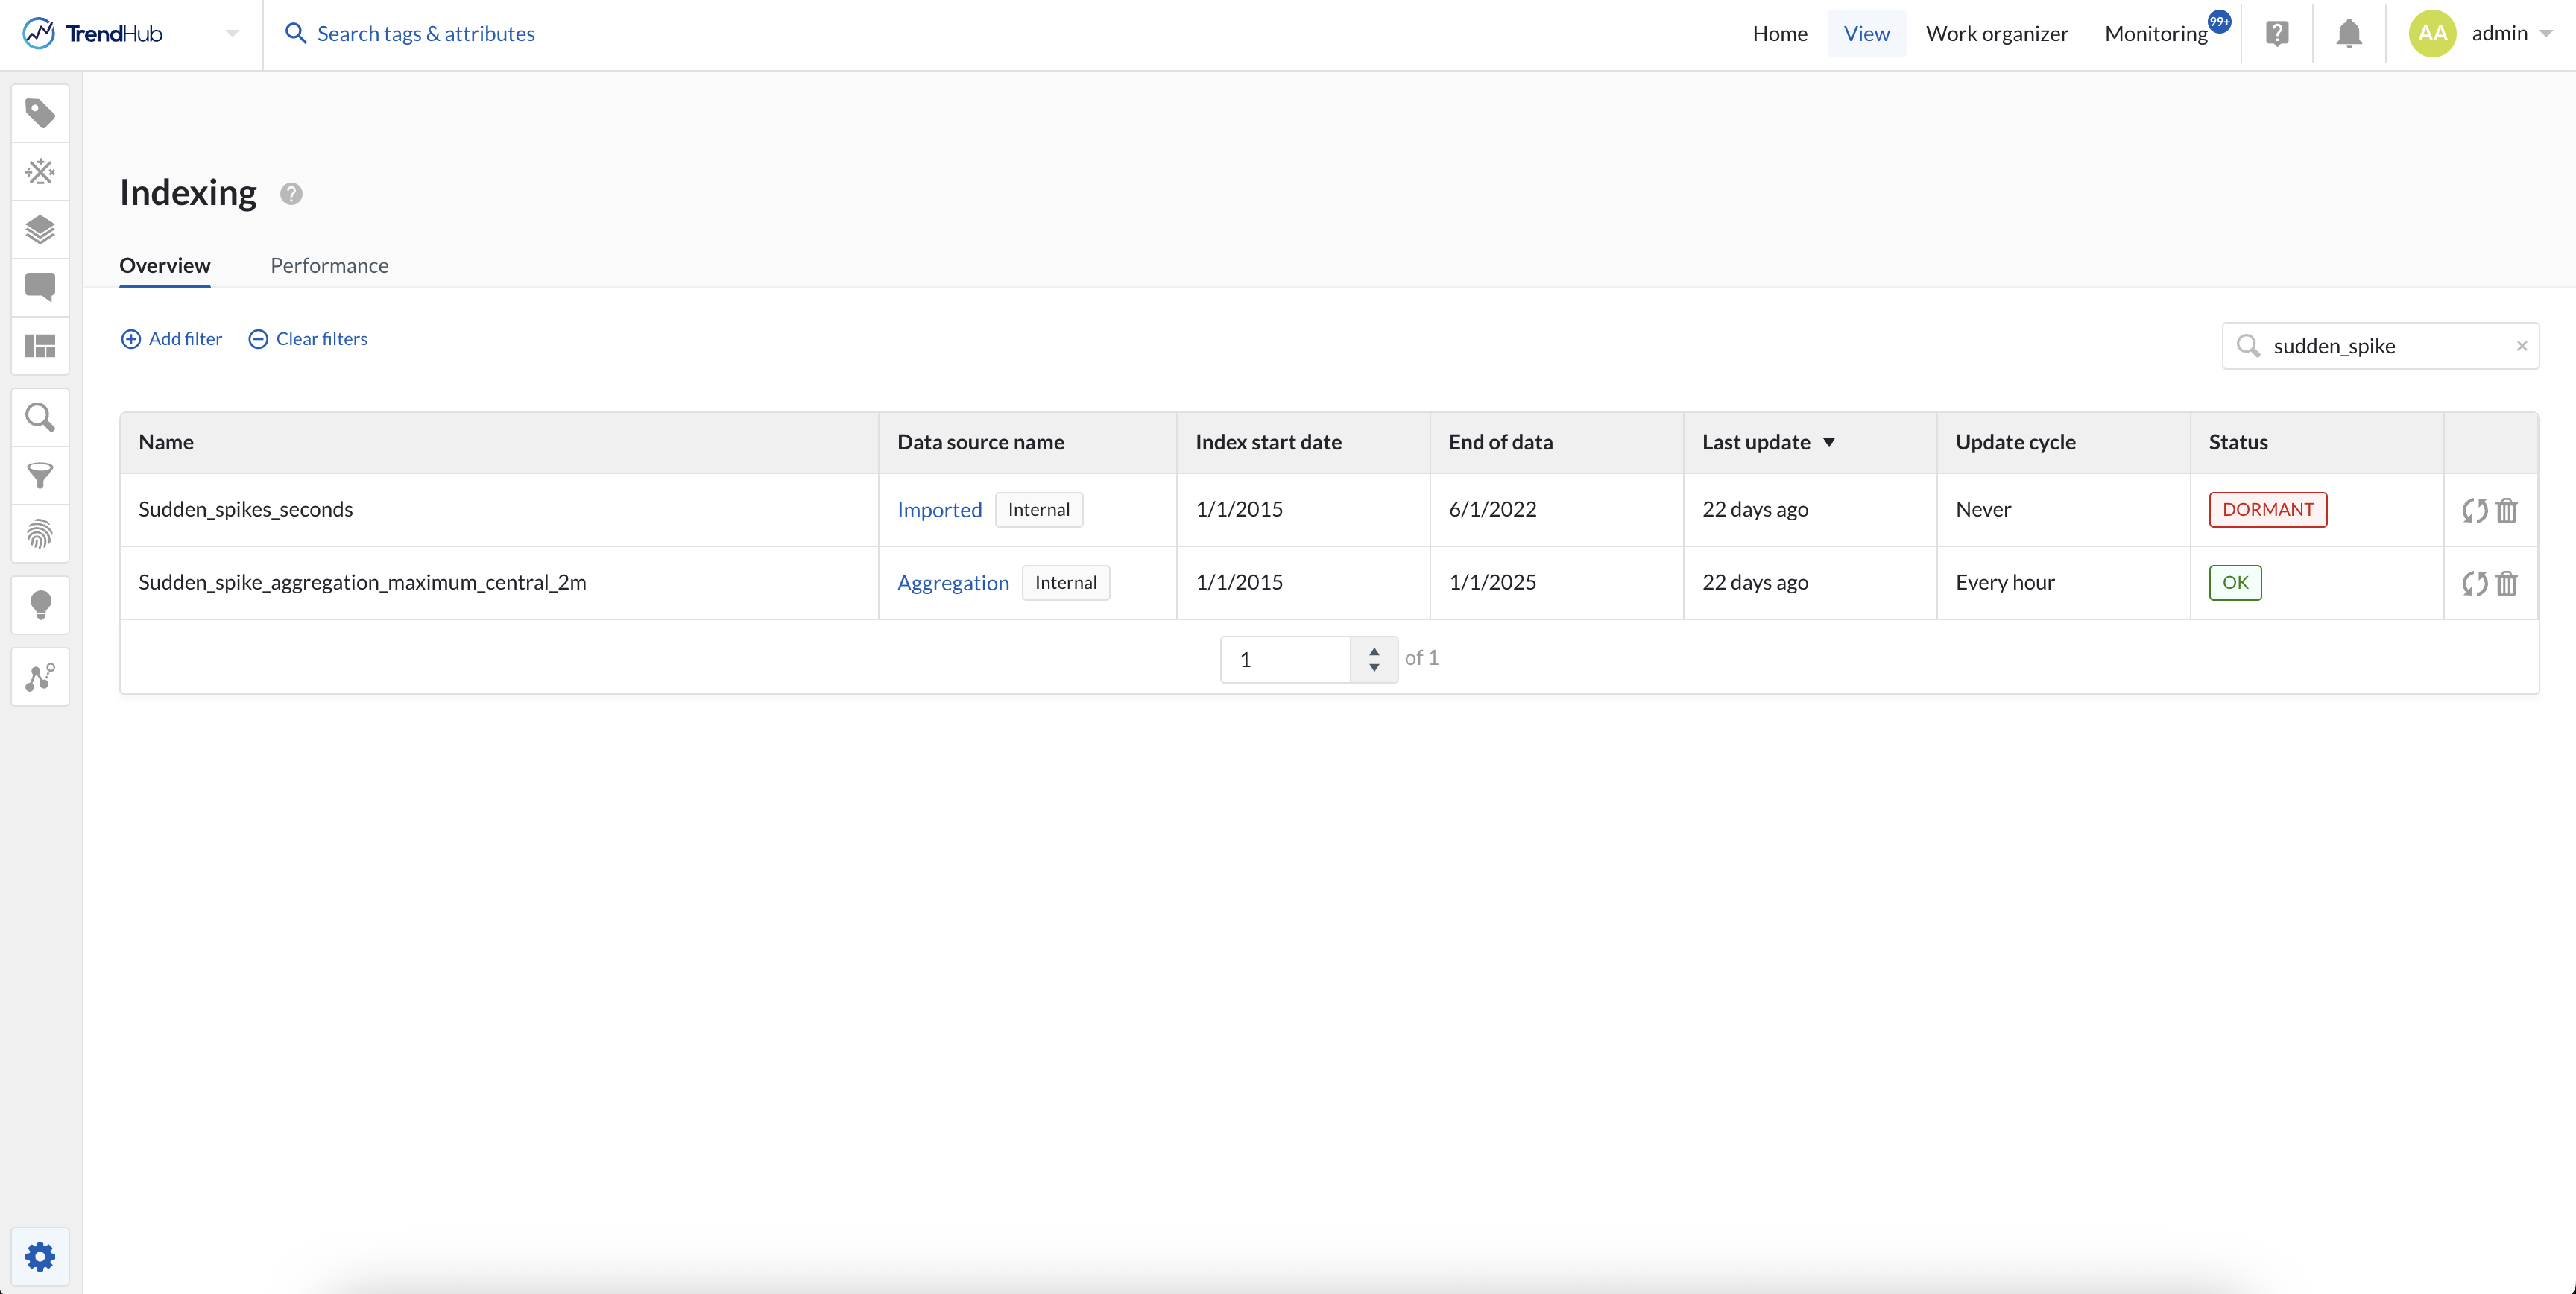 TrendHub
Search tags & attributes
Home
View
Work organizer
Monitoring
99+
AA
admin
Indexing
Overview
Performance
Add filter
Clear filters
sudden_spike
Name
Data source name
Index start date
End of data
Last update
Update cycle
Status
Sudden_spikes_seconds
Imported
Internal
1/1/2015
6/1/2022
22 days ago
Never
DORMANT
Sudden_spike_aggregation_maximum_central_2m
Aggregation
Internal
1/1/2015
1/1/2025
22 days ago
Every hour
OK
1
of 1